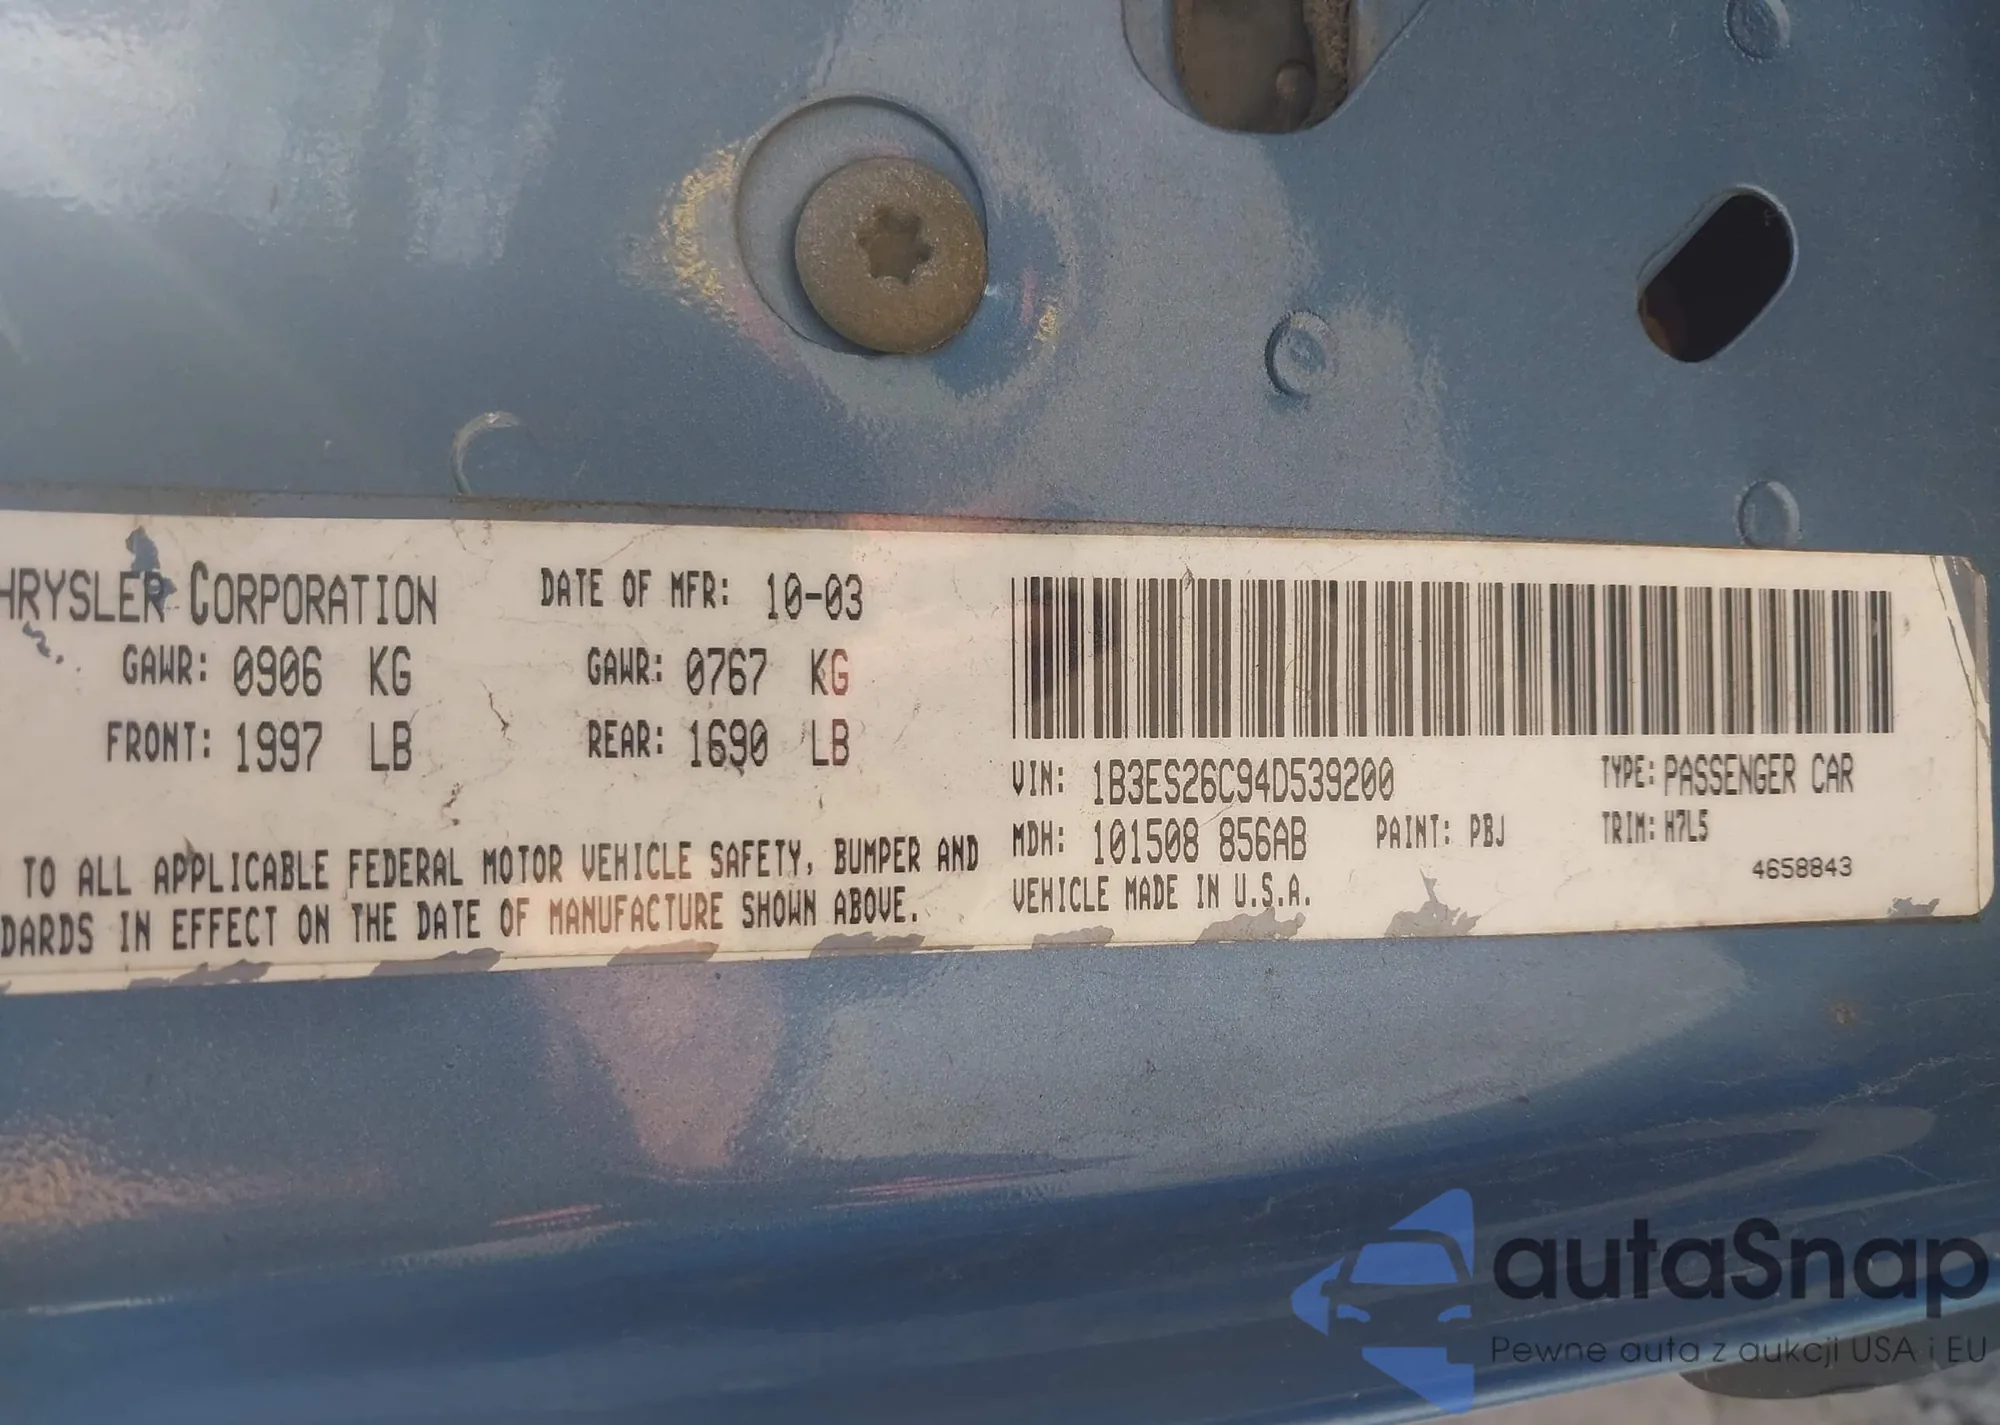 HRYSLER CORPORATION
DATE OF MFR: 10-03
GAWR: 0906 KG
GAWR: 0767 KG
FRONT: 1997 LB
REAR: 1690 LB
TO ALL APPLICABLE FEDERAL MOTOR VEHICLE SAFETY, BUMPER AND
DARDS IN EFFECT ON THE DATE OF MANUFACTURE SHOWN ABOVE.
VIN: 1B3ES26C94D539200
TYPE: PASSENGER CAR
MDH: 101508 856AB
PAINT: PBJ
TRIM: H7L5
VEHICLE MADE IN U.S.A.
4658843
autaSnap
Pewne auta z aukcji USA i EU